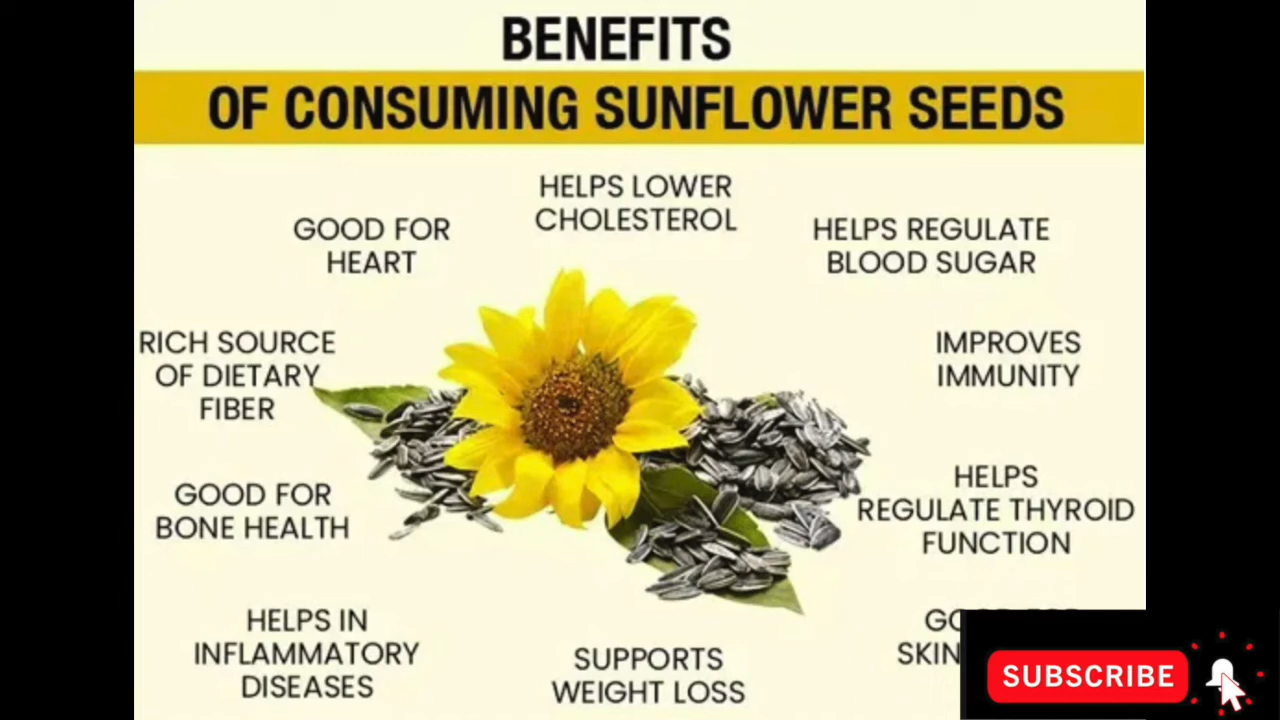 BENEFITS
OF CONSUMING SUNFLOWER SEEDS
HELPS LOWER
CHOLESTEROL
GOOD FOR
HEART
HELPS REGULATE
BLOOD SUGAR
RICH SOURCE
OF DIETARY
FIBER
IMPROVES
IMMUNITY
GOOD FOR
BONE HEALTH
HELPS
REGULATE THYROID
FUNCTION
HELPS IN
INFLAMMATORY
DISEASES
SUPPORTS
WEIGHT LOSS
SKIN
SUBSCRIBE